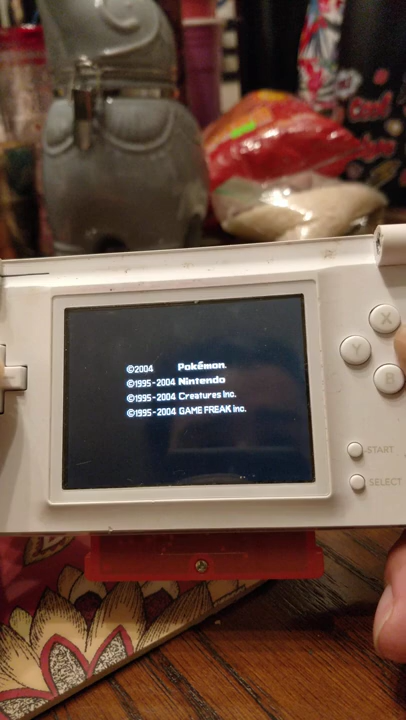 ©2004 Pokémon.
©1995-2004 Nintendo
©1995-2004 Creatures Inc.
©1995-2004 GAME FREAK inc.
X
Y
B
START
SELECT